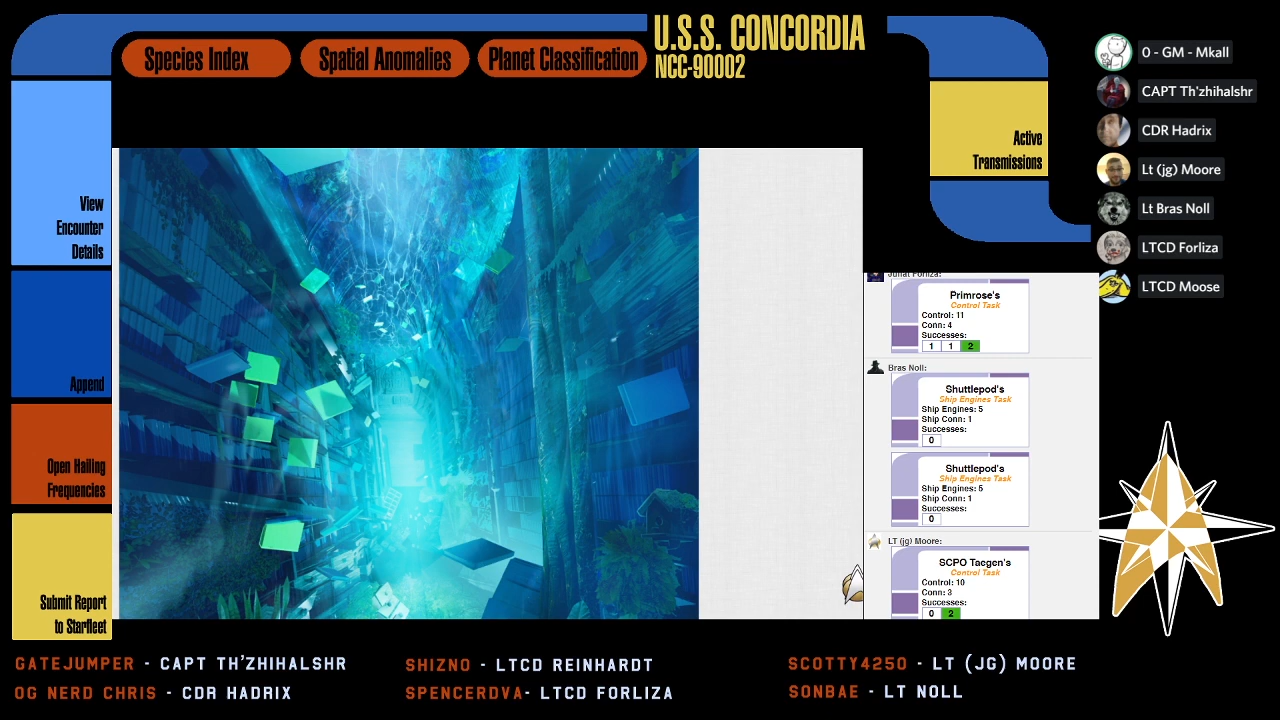 Species Index
Spatial Anomalies
Planet Classification
U.S.S. CONCORDIA
NCC-90002
View
Encounter
Details
Append
Open Hailing
Frequencies
Submit Report
to Starfleet
Active
Transmissions
0 - GM - Mkall
CAPT Th'zhihalshr
CDR Hadrix
Lt (jg) Moore
Lt Bras Noll
LTCD Forliza
LTCD Moose
Primrose's
Control Task
Control: 11
Conn: 4
Successes:
1 1 2
Bras Noll:
Shuttlepod's
Ship Engines Task
Ship Engines: 5
Ship Conn: 1
Successes:
0
Shuttlepod's
Ship Engines Task
Ship Engines: 5
Ship Conn: 1
Successes:
0
LT (jg) Moore:
SCPO Taegen's
Control Task
Control: 10
Conn: 3
Successes:
0 2
GATEJUMPER - CAPT TH'ZHIHALSHR
OG NERD CHRIS - CDR HADRIX
SHIZNO - LTCD REINHARDT
SPENCERDVA- LTCD FORLIZA
SCOTTY4250 - LT (JG) MOORE
SONBAE - LT NOLL